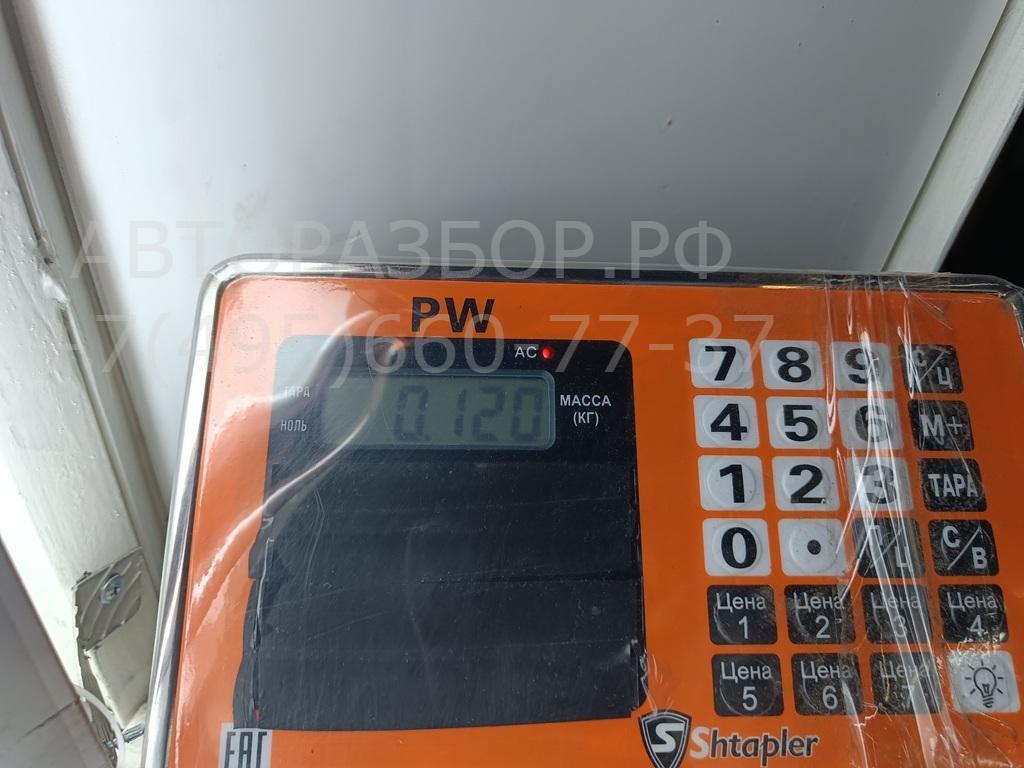 АВТОРАЗБОР.РФ
+7(495)660-77-37
PW
AC
ТАРА
НОЛЬ
0.120
МАССА
(КГ)
7 8 9 С/Ц
4 5 6 М+
1 2 3 ТАРА
0 • С/В
Цена 1 Цена 2 Цена 3 Цена 4
Цена 5 Цена 6 Цена 7
EAC
S Shtapler